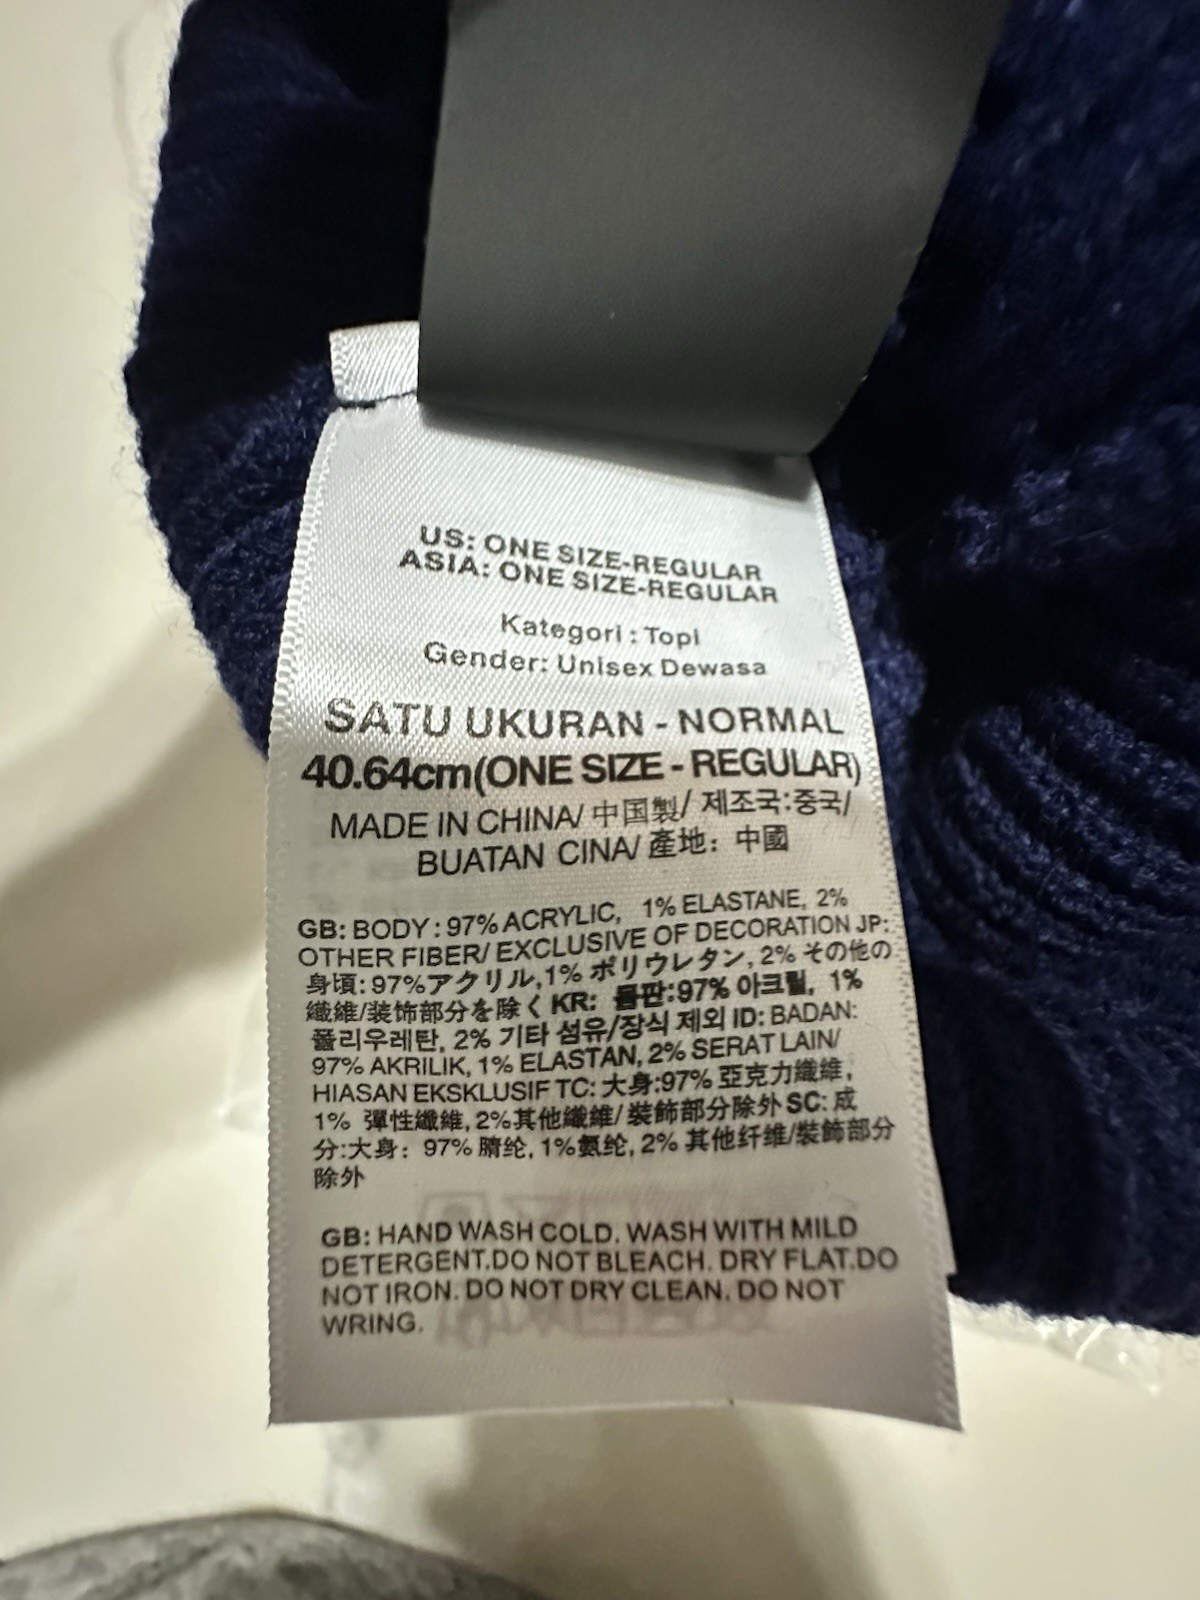 US: ONE SIZE-REGULAR
ASIA: ONE SIZE-REGULAR
Kategori : Topi
Gender: Unisex Dewasa
SATU UKURAN - NORMAL
40.64cm(ONE SIZE - REGULAR)
MADE IN CHINA/ 中国製/ 제조국:중국/
BUATAN CINA/ 產地：中國
GB: BODY : 97% ACRYLIC, 1% ELASTANE, 2%
OTHER FIBER/ EXCLUSIVE OF DECORATION JP:
身頃: 97%アクリル,1% ポリウレタン, 2% その他の
繊維/装飾部分を除く KR: 몸판:97% 아크릴, 1%
폴리우레탄, 2% 기타 섬유/장식 제외 ID: BADAN:
97% AKRILIK, 1% ELASTAN, 2% SERAT LAIN/
HIASAN EKSKLUSIF TC: 大身:97% 亞克力纖維,
1% 彈性纖維, 2%其他纖維/ 裝飾部分除外 SC: 成
分:大身：97% 腈纶, 1%氨纶, 2% 其他纤维/裝飾部分
除外
GB: HAND WASH COLD. WASH WITH MILD
DETERGENT.DO NOT BLEACH. DRY FLAT.DO
NOT IRON. DO NOT DRY CLEAN. DO NOT
WRING.